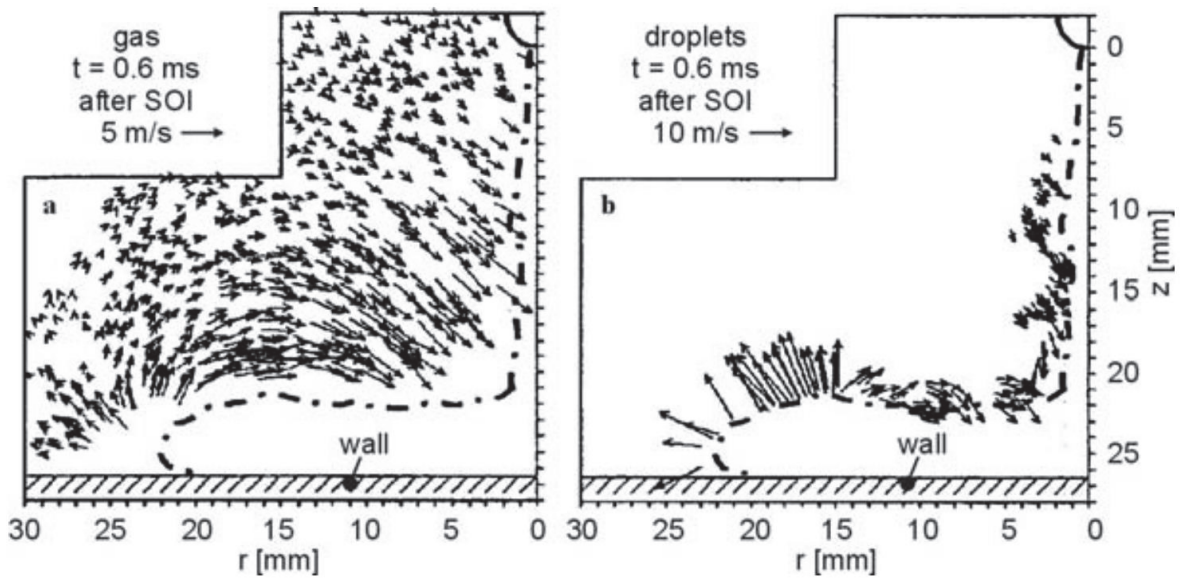 gas
t = 0.6 ms
after SOI
5 m/s
a
wall
30 25 20 15 10 5 0
r [mm]
droplets
t = 0.6 ms
after SOI
10 m/s
b
wall
30 25 20 15 10 5 0
r [mm]
0
5
10
15
20
25
z [mm]